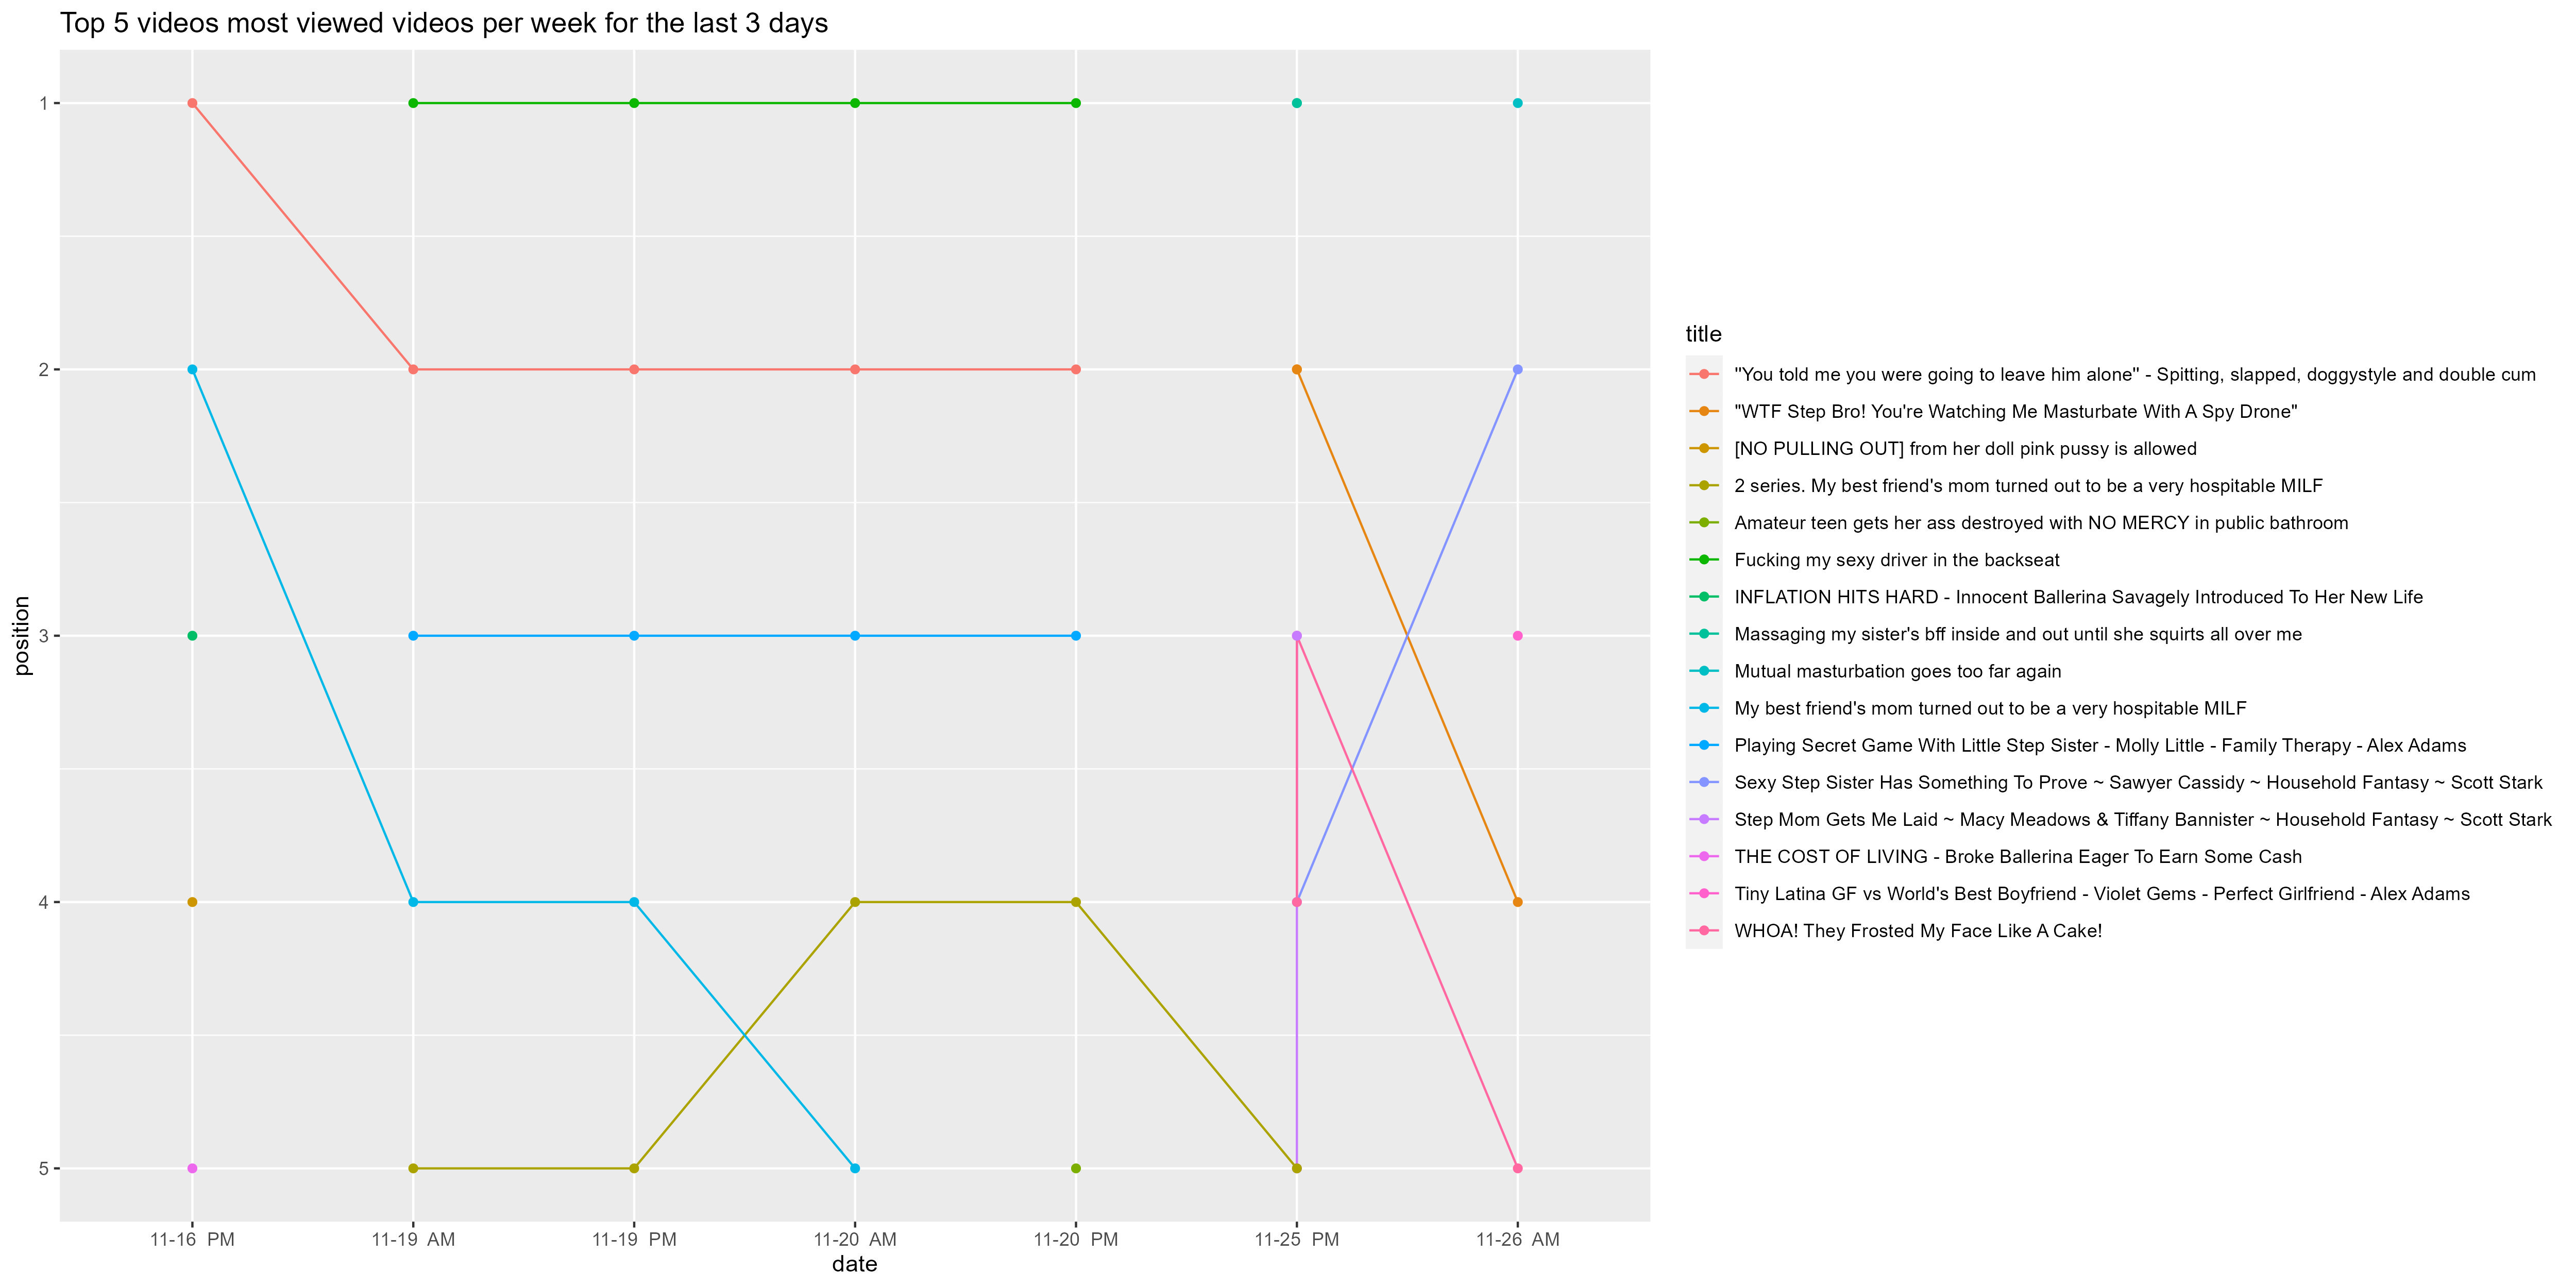 Top 5 videos most viewed videos per week for the last 3 days
1
2
3
4
5
position
11-16 PM
11-19 AM
11-19 PM
11-20 AM
11-20 PM
11-25 PM
11-26 AM
date
title
"You told me you were going to leave him alone" - Spitting, slapped, doggystyle and double cum
"WTF Step Bro! You're Watching Me Masturbate With A Spy Drone"
[NO PULLING OUT] from her doll pink pussy is allowed
2 series. My best friend's mom turned out to be a very hospitable MILF
Amateur teen gets her ass destroyed with NO MERCY in public bathroom
Fucking my sexy driver in the backseat
INFLATION HITS HARD - Innocent Ballerina Savagely Introduced To Her New Life
Massaging my sister's bff inside and out until she squirts all over me
Mutual masturbation goes too far again
My best friend's mom turned out to be a very hospitable MILF
Playing Secret Game With Little Step Sister - Molly Little - Family Therapy - Alex Adams
Sexy Step Sister Has Something To Prove ~ Sawyer Cassidy ~ Household Fantasy ~ Scott Stark
Step Mom Gets Me Laid ~ Macy Meadows & Tiffany Bannister ~ Household Fantasy ~ Scott Stark
THE COST OF LIVING - Broke Ballerina Eager To Earn Some Cash
Tiny Latina GF vs World's Best Boyfriend - Violet Gems - Perfect Girlfriend - Alex Adams
WHOA! They Frosted My Face Like A Cake!